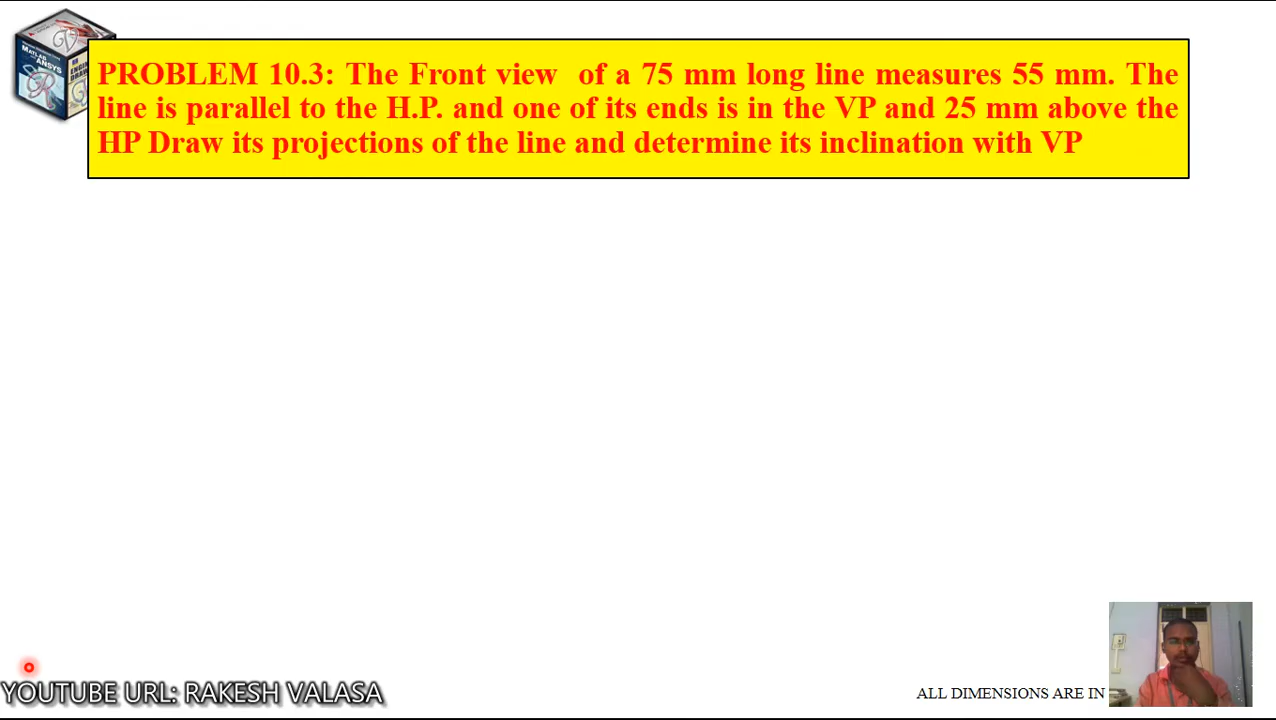 PROBLEM 10.3: The Front view of a 75 mm long line measures 55 mm. The
line is parallel to the H.P. and one of its ends is in the VP and 25 mm above the
HP Draw its projections of the line and determine its inclination with VP
YOUTUBE URL: RAKESH VALASA
ALL DIMENSIONS ARE IN